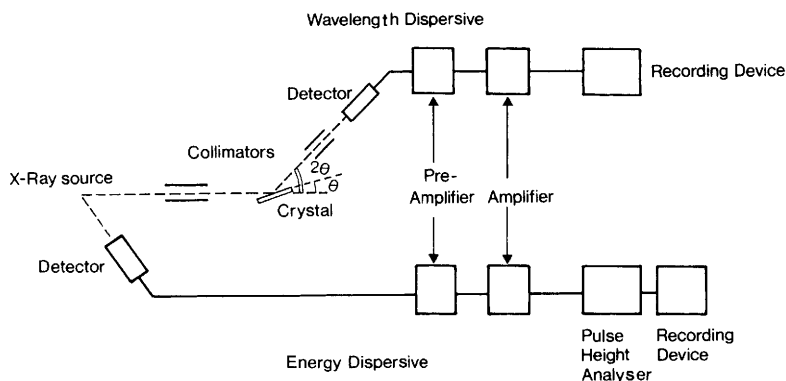 Wavelength Dispersive
Recording Device
Detector
Collimators
2θ
θ
X-Ray source
Crystal
Pre-
Amplifier
Amplifier
Detector
Pulse
Height
Analyser
Recording
Device
Energy Dispersive